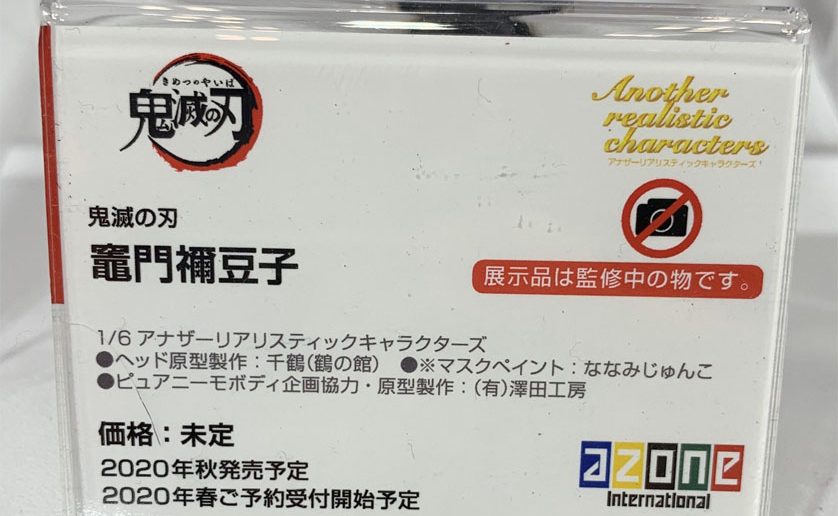 きめつのやいば
鬼滅の刃
Another
realistic
characters
アナザーリアリスティックキャラクターズ
鬼滅の刃
竈門禰豆子
展示品は監修中の物です。
1/6 アナザーリアリスティックキャラクターズ
●ヘッド原型製作：千鶴(鶴の館)　●※マスクペイント：ななみじゅんこ
●ピュアニーモボディ企画協力・原型製作：(有)澤田工房
価格：未定
2020年秋発売予定
2020年春ご予約受付開始予定
azone
International